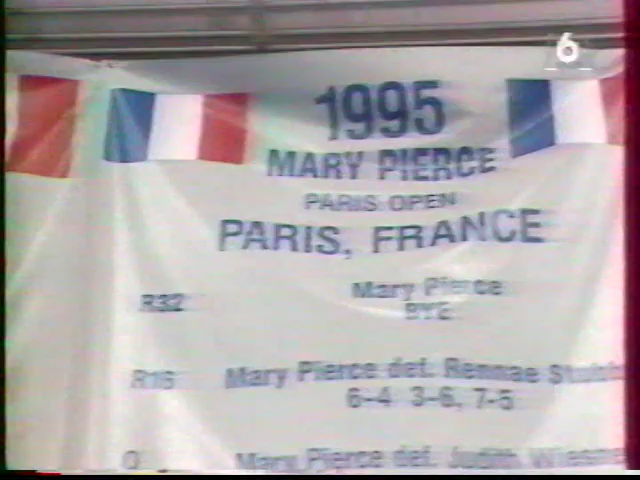 6
1995
MARY PIERCE
PARIS OPEN
PARIS, FRANCE
R32
Mary Pierce
BYE
R16
Mary Pierce def. Rennae
6-4 3-6, 7-5
Q
Mary Pierce def. Judith